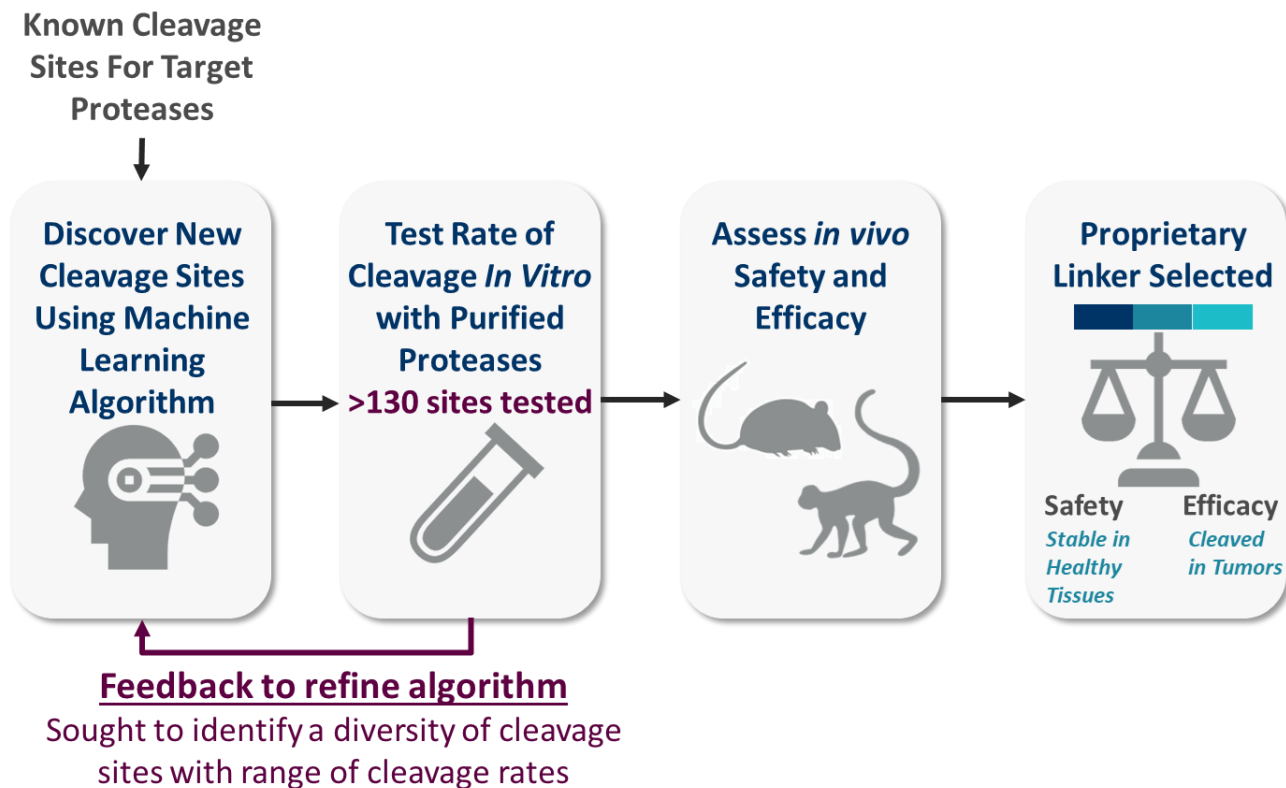 Known Cleavage
Sites For Target
Proteases
Discover New
Cleavage Sites
Using Machine
Learning
Algorithm
Test Rate of
Cleavage In Vitro
with Purified
Proteases
>130 sites tested
Assess in vivo
Safety and
Efficacy
Proprietary
Linker Selected
Safety
Stable in
Healthy
Tissues
Efficacy
Cleaved
in Tumors
Feedback to refine algorithm
Sought to identify a diversity of cleavage
sites with range of cleavage rates